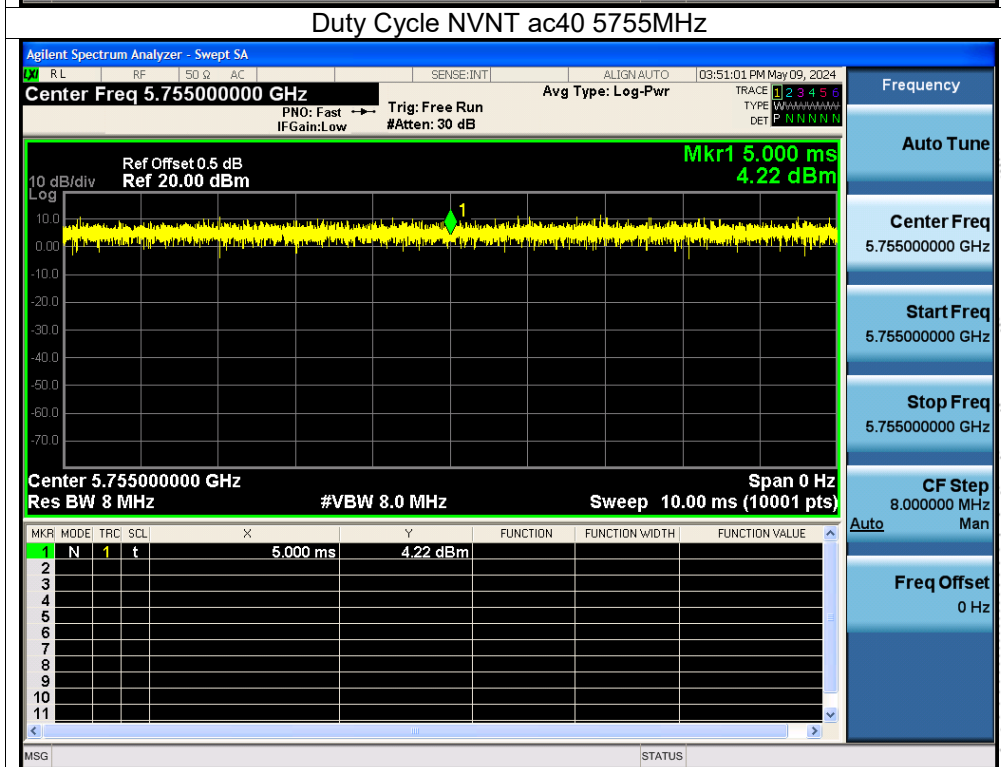 Duty Cycle NVNT ac40 5755MHz
Agilent Spectrum Analyzer - Swept SA
LXI RL RF 50 Ω AC SENSE:INT ALIGN AUTO 03:51:01 PM May 09, 2024
Center Freq 5.755000000 GHz Avg Type: Log-Pwr TRACE 1 2 3 4 5 6
PNO: Fast Trig: Free Run TYPE WWWWWW
IFGain:Low #Atten: 30 dB DET P N N N N N
Mkr1 5.000 ms
Ref Offset 0.5 dB
10 dB/div Ref 20.00 dBm 4.22 dBm
Log
1
10.0
0.00
-10.0
-20.0
-30.0
-40.0
-50.0
-60.0
-70.0
Center 5.755000000 GHz Span 0 Hz
Res BW 8 MHz #VBW 8.0 MHz Sweep 10.00 ms (10001 pts)
MKR MODE TRC SCL X Y FUNCTION FUNCTION WIDTH FUNCTION VALUE
1 N 1 t 5.000 ms 4.22 dBm
2
3
4
5
6
7
8
9
10
11
MSG STATUS
Frequency
Auto Tune
Center Freq
5.755000000 GHz
Start Freq
5.755000000 GHz
Stop Freq
5.755000000 GHz
CF Step
8.000000 MHz
Auto Man
Freq Offset
0 Hz